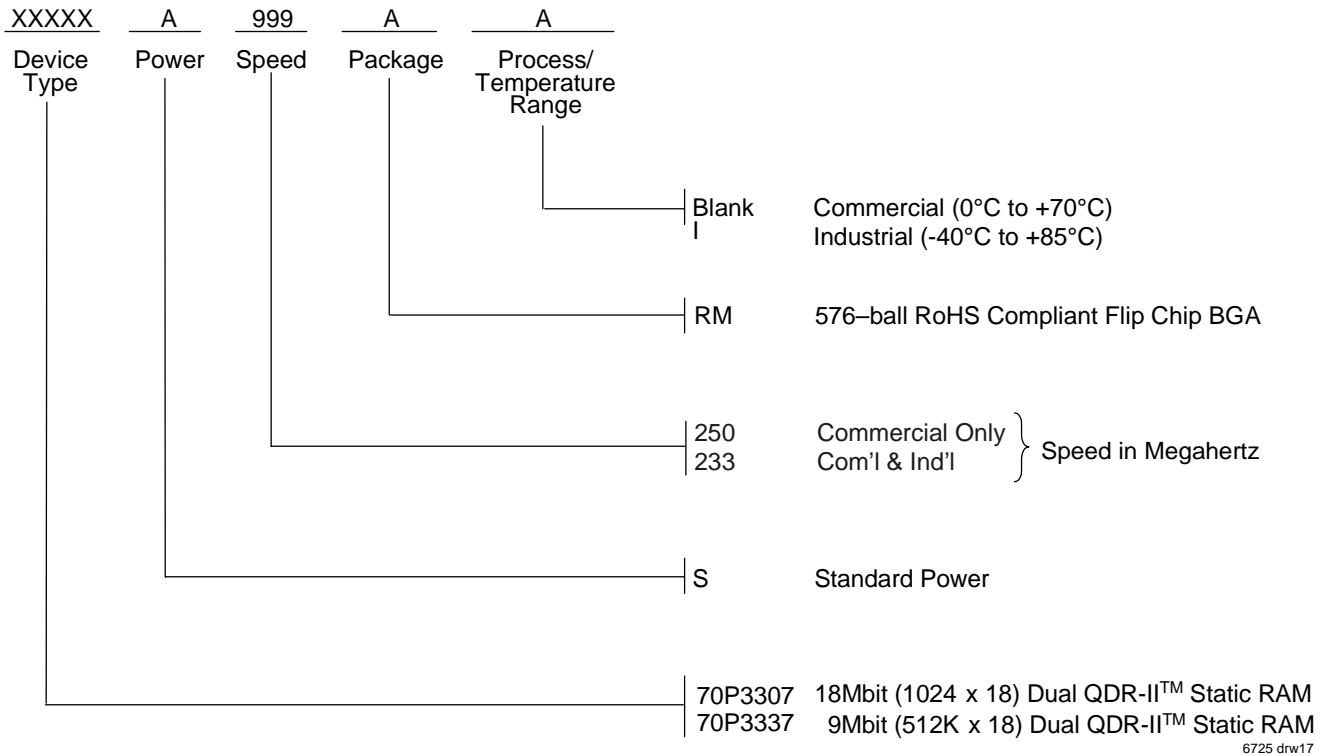 XXXXX A 999 A A
Device Type Power Speed Package Process/ Temperature Range
Blank Commercial (0°C to +70°C)
I Industrial (-40°C to +85°C)
RM 576–ball RoHS Compliant Flip Chip BGA
250 Commercial Only
233 Com’l & Ind’l
Speed in Megahertz
S Standard Power
70P3307 18Mbit (1024 x 18) Dual QDR-II™ Static RAM
70P3337 9Mbit (512K x 18) Dual QDR-II™ Static RAM
6725 drw17